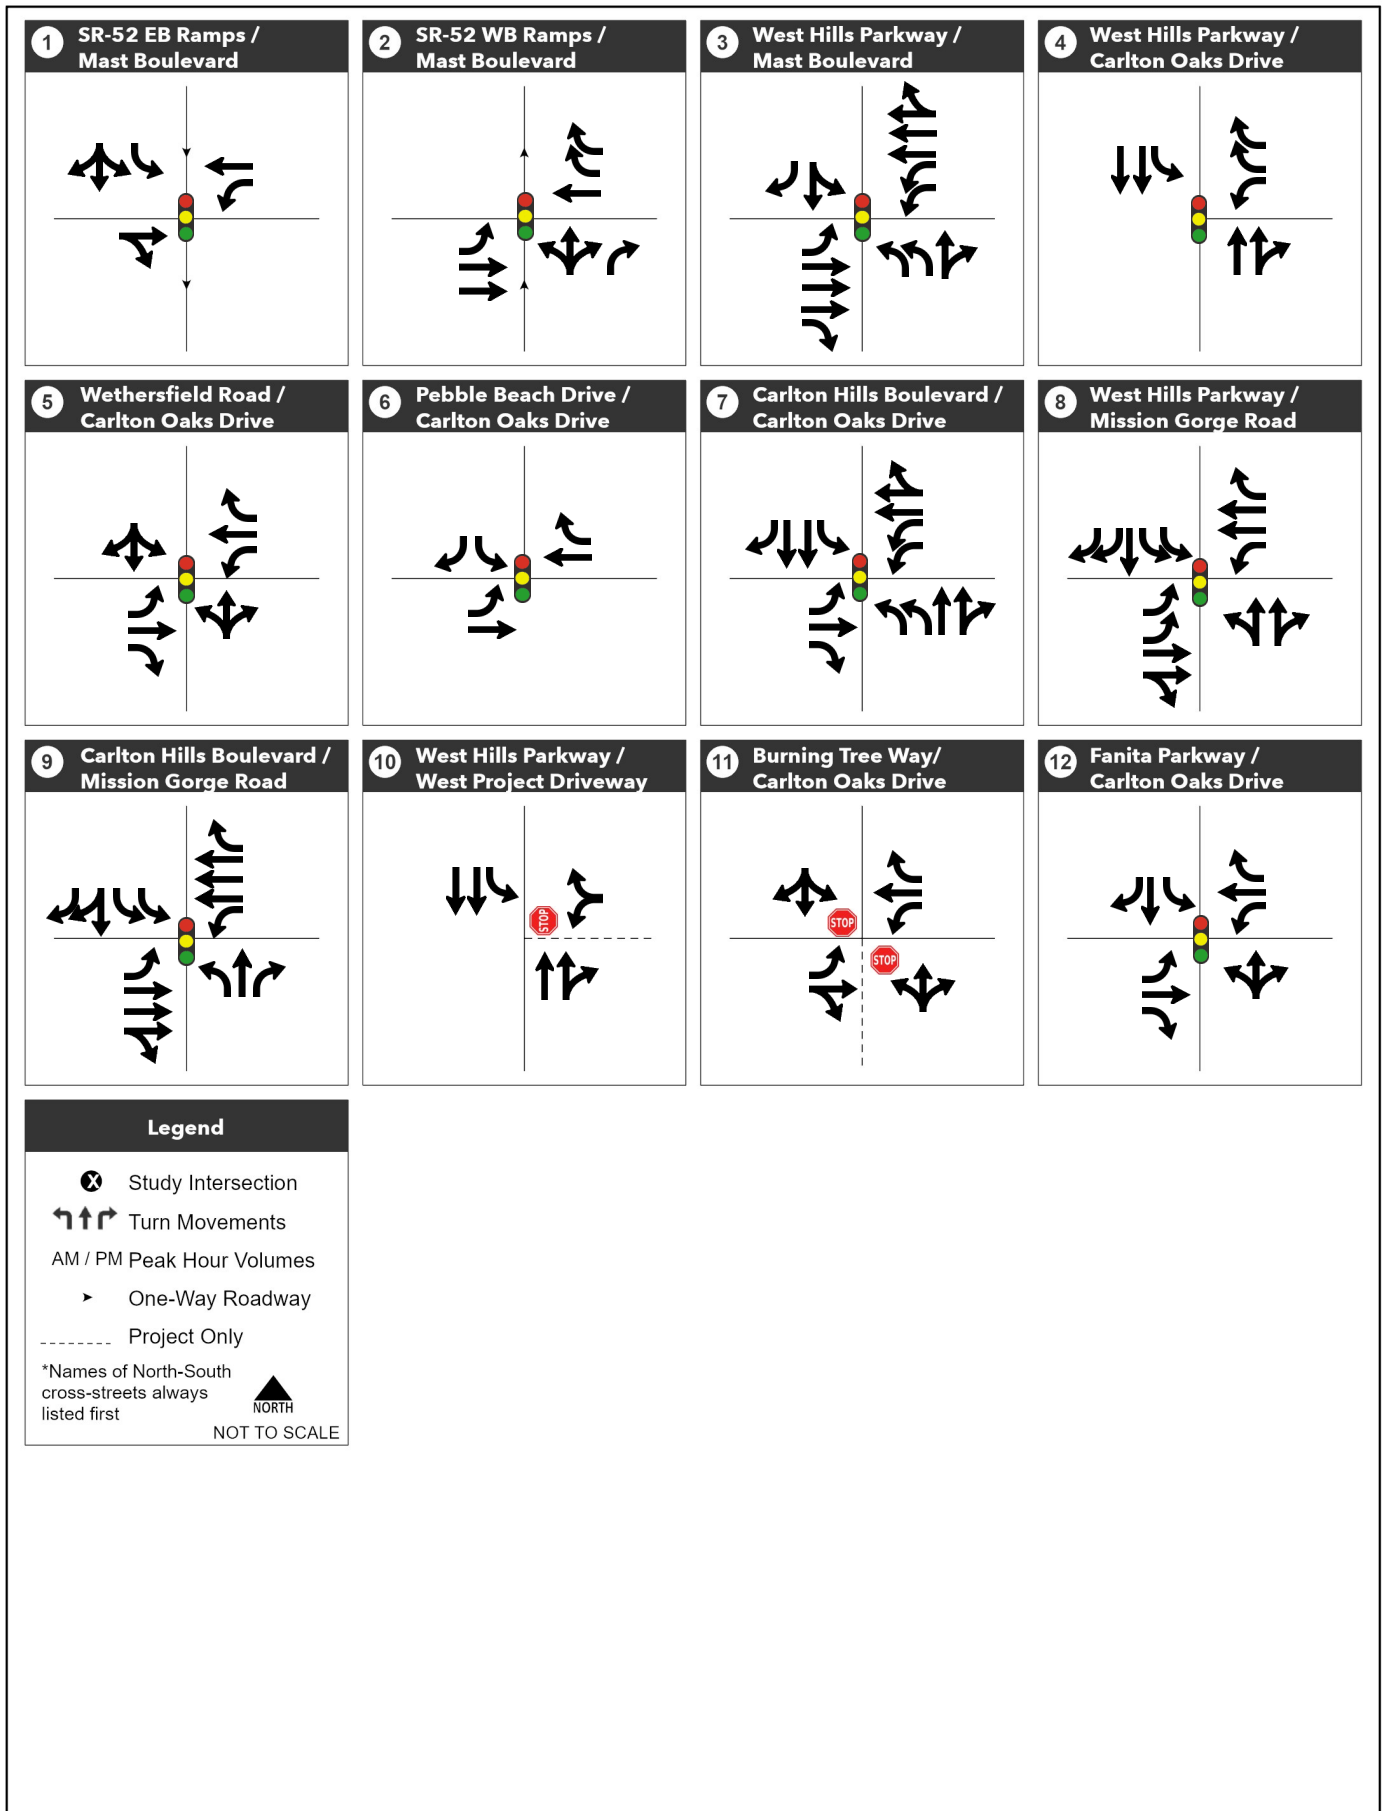 1
SR-52 EB Ramps /
Mast Boulevard
2
SR-52 WB Ramps /
Mast Boulevard
3
West Hills Parkway /
Mast Boulevard
4
West Hills Parkway /
Carlton Oaks Drive
5
Wethersfield Road /
Carlton Oaks Drive
6
Pebble Beach Drive /
Carlton Oaks Drive
7
Carlton Hills Boulevard /
Carlton Oaks Drive
8
West Hills Parkway /
Mission Gorge Road
9
Carlton Hills Boulevard /
Mission Gorge Road
10
West Hills Parkway /
West Project Driveway
STOP
11
Burning Tree Way/
Carlton Oaks Drive
STOP
STOP
12
Fanita Parkway /
Carlton Oaks Drive
Legend
X Study Intersection
Turn Movements
AM / PM Peak Hour Volumes
One-Way Roadway
Project Only
*Names of North-South
cross-streets always
listed first
NORTH
NOT TO SCALE